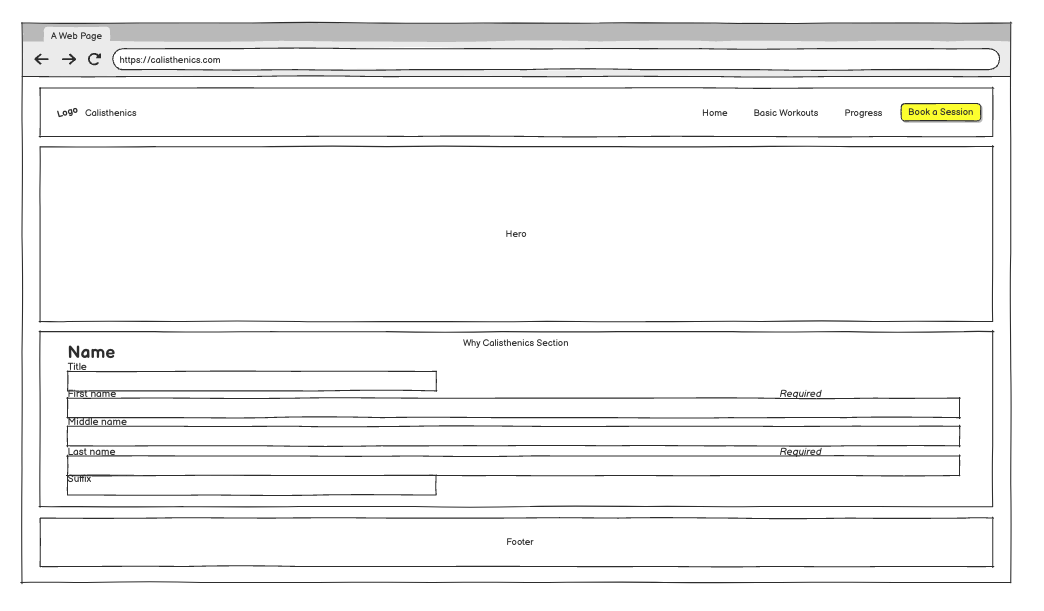 A Web Page
https://calisthenics.com
Logo Calisthenics Home Basic Workouts Progress Book a Session
Hero
Why Calisthenics Section
Name
Title
First name Required
Middle name
Last name Required
Suffix
Footer